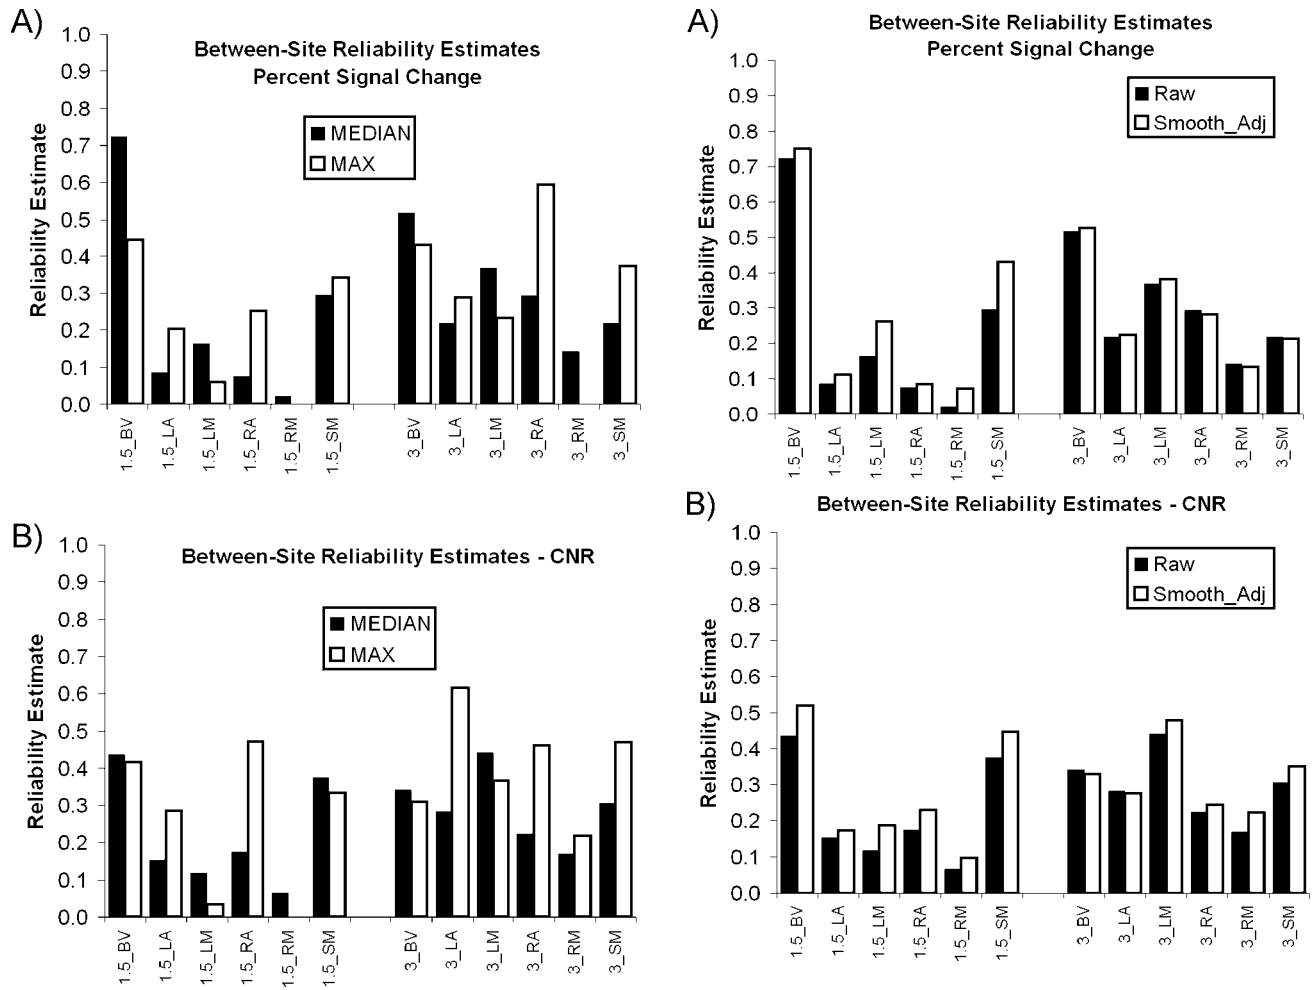 A)
Between-Site Reliability Estimates
Percent Signal Change
MEDIAN
MAX
Reliability Estimate
1.0
0.9
0.8
0.7
0.6
0.5
0.4
0.3
0.2
0.1
0.0
1.5_BV
1.5_LA
1.5_LM
1.5_RA
1.5_RM
1.5_SM
3_BV
3_LA
3_LM
3_RA
3_RM
3_SM
A)
Between-Site Reliability Estimates
Percent Signal Change
Raw
Smooth_Adj
Reliability Estimate
1.0
0.9
0.8
0.7
0.6
0.5
0.4
0.3
0.2
0.1
0.0
1.5_BV
1.5_LA
1.5_LM
1.5_RA
1.5_RM
1.5_SM
3_BV
3_LA
3_LM
3_RA
3_RM
3_SM
B)
Between-Site Reliability Estimates - CNR
MEDIAN
MAX
Reliability Estimate
1.0
0.9
0.8
0.7
0.6
0.5
0.4
0.3
0.2
0.1
0.0
1.5_BV
1.5_LA
1.5_LM
1.5_RA
1.5_RM
1.5_SM
3_BV
3_LA
3_LM
3_RA
3_RM
3_SM
B)
Between-Site Reliability Estimates - CNR
Raw
Smooth_Adj
Reliability Estimate
1.0
0.9
0.8
0.7
0.6
0.5
0.4
0.3
0.2
0.1
0.0
1.5_BV
1.5_LA
1.5_LM
1.5_RA
1.5_RM
1.5_SM
3_BV
3_LA
3_LM
3_RA
3_RM
3_SM